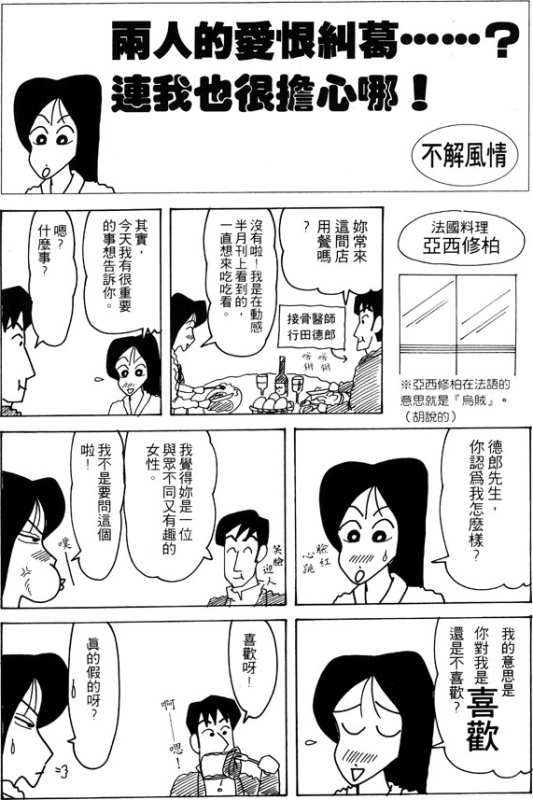 兩人的愛恨糾葛⋯⋯？
連我也很擔心哪！
不解風情
法國料理
亞西修柏
※亞西修柏在法語的
意思就是『烏賊』。
（胡說的）
妳常來
這間店
用餐嗎
？
接骨醫師
行田德郎
沒有啦！我是在動感
半月刊上看到的，
一直想來吃吃看。
其實，
今天我有很重要
的事想告訴你。
嗯？
什麼事？
德郎先生，
你認為我怎麼樣？
臉紅
心跳
我覺得妳是一位
與眾不同又有趣的
女性。
笑臉
迎人
我不是要問這個
啦！
噗
我的意思是
你對我是喜歡
還是不喜歡？
喜歡呀！
啊——嗯！
真的假的呀？